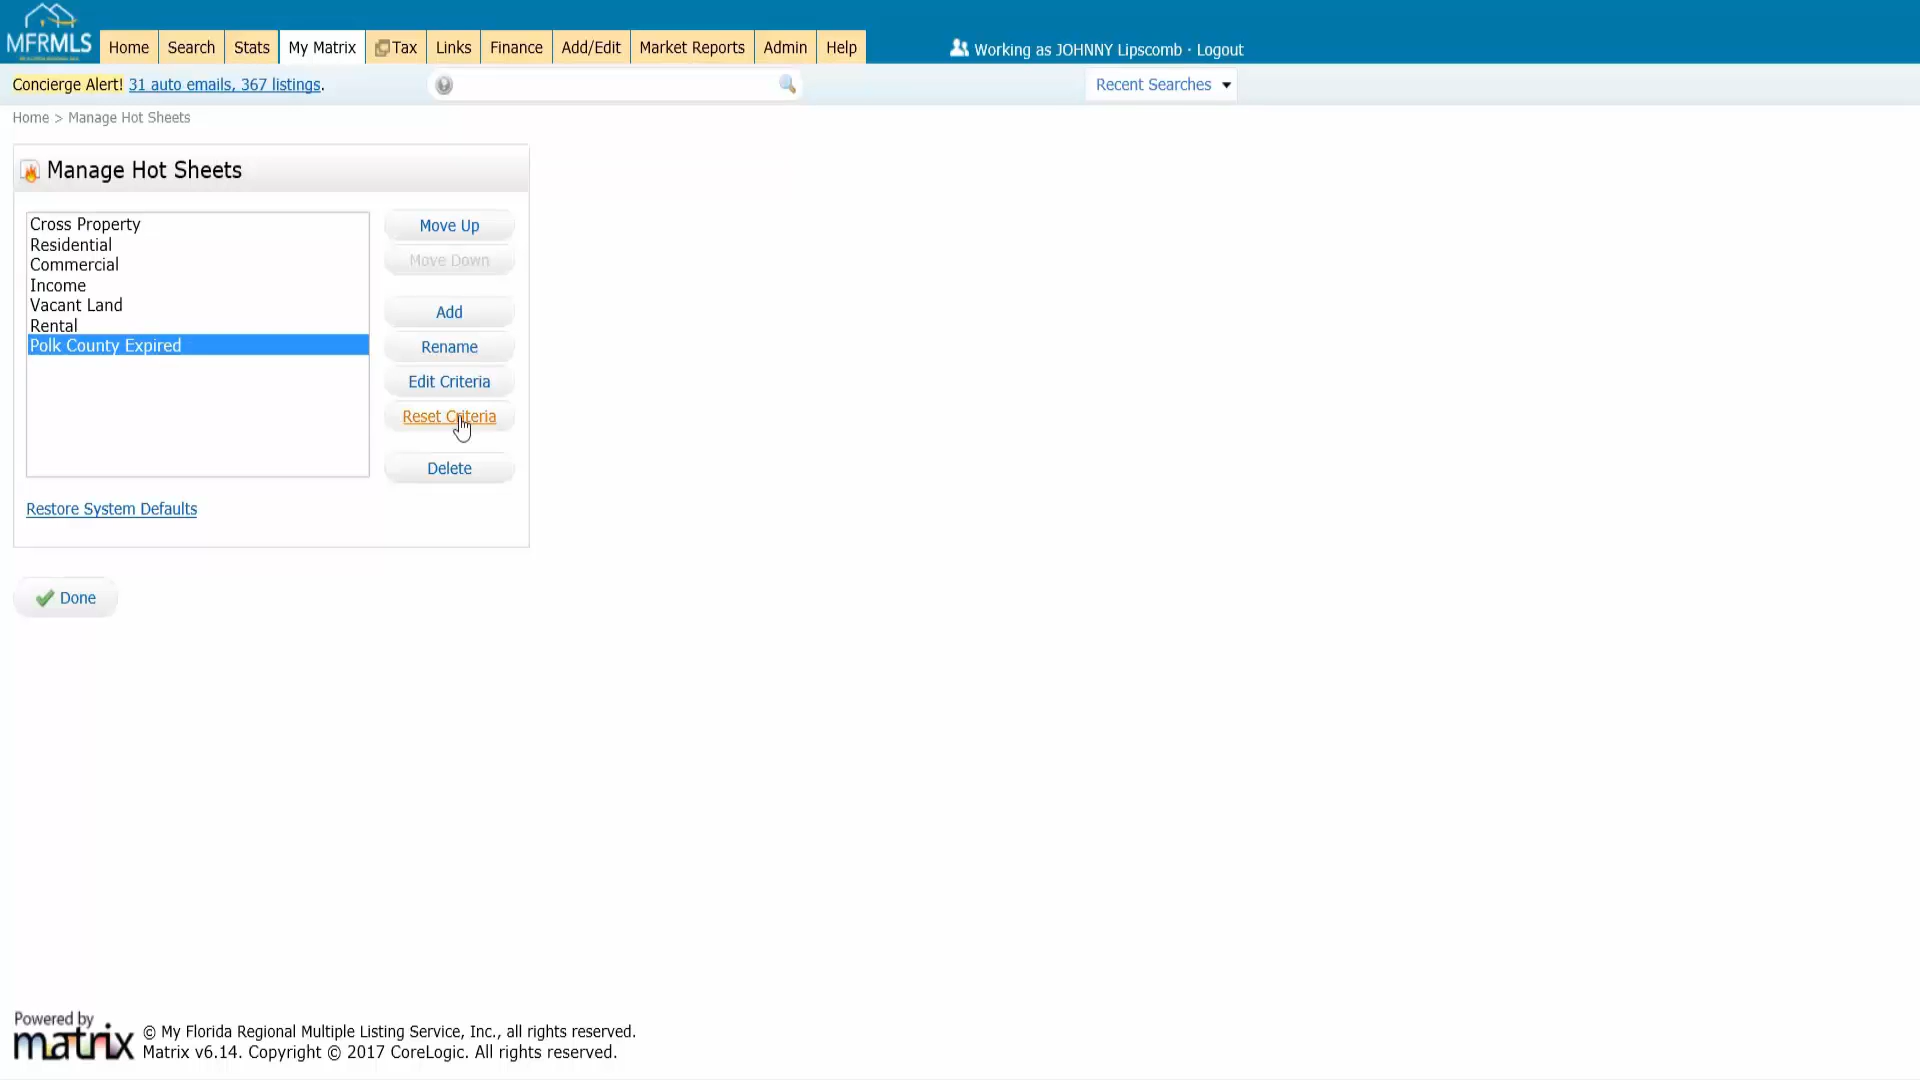 MFRMLS
Home Search Stats My Matrix Tax Links Finance Add/Edit Market Reports Admin Help
Working as JOHNNY Lipscomb · Logout
Concierge Alert! 31 auto emails, 367 listings.
Recent Searches
Home > Manage Hot Sheets
Manage Hot Sheets
Cross Property
Residential
Commercial
Income
Vacant Land
Rental
Polk County Expired
Move Up
Move Down
Add
Rename
Edit Criteria
Reset Criteria
Delete
Restore System Defaults
Done
Powered by
matrix
© My Florida Regional Multiple Listing Service, Inc., all rights reserved.
Matrix v6.14. Copyright © 2017 CoreLogic. All rights reserved.